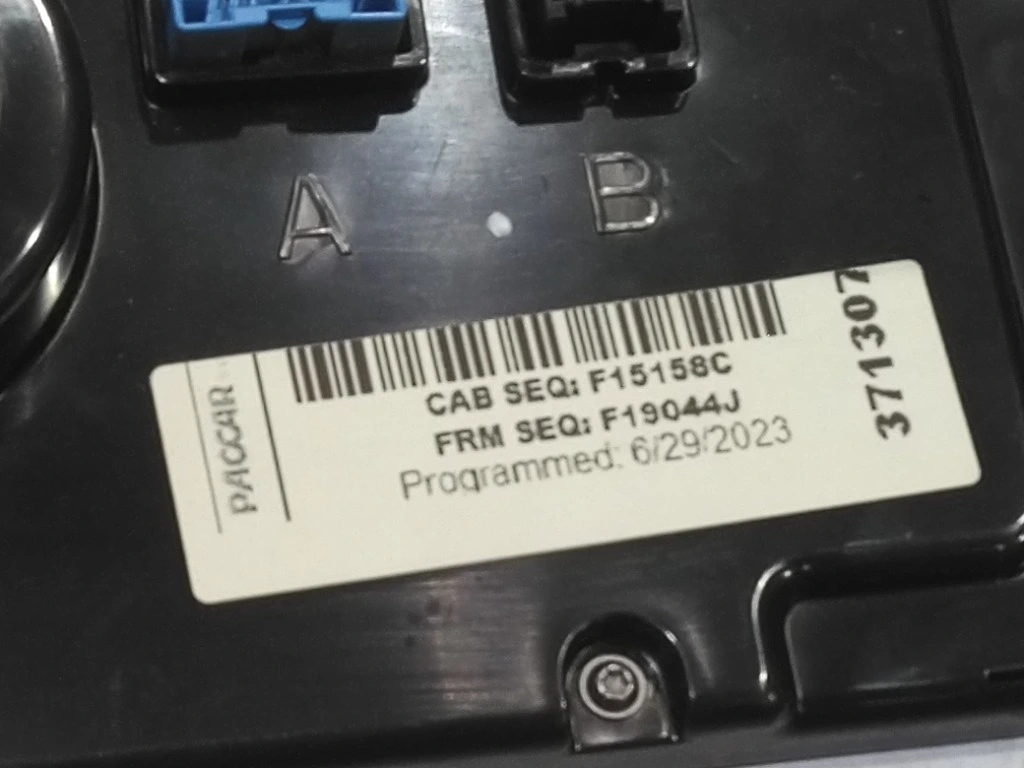 A B
PACCAR
CAB SEQ: F15158C
FRM SEQ: F19044J
Programmed: 6/29/2023
371307